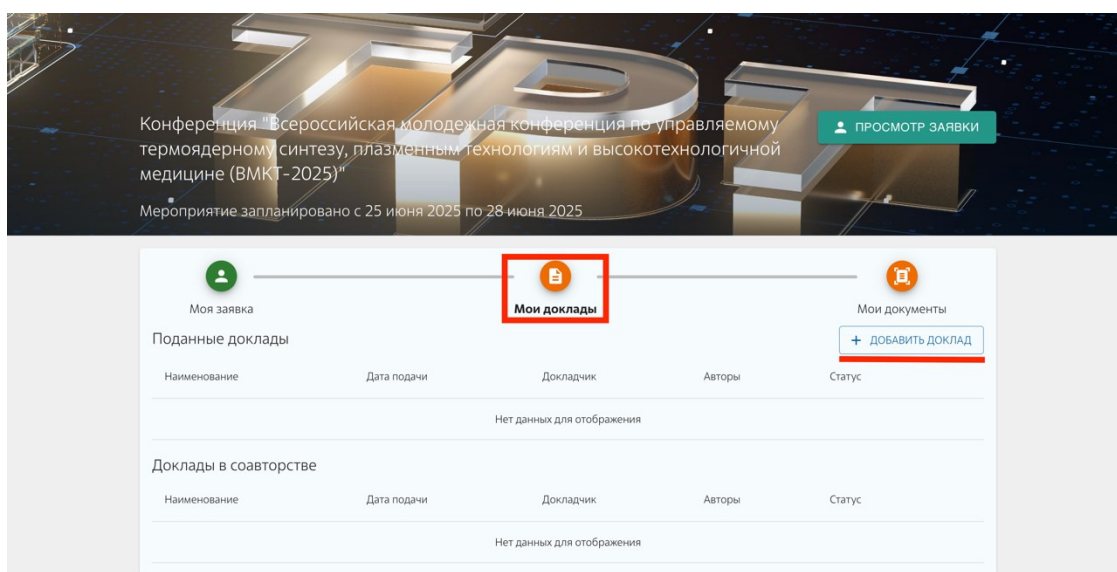 Конференция "Всероссийская молодежная конференция по управляемому
термоядерному синтезу, плазменным технологиям и высокотехнологичной
медицине (ВМКТ-2025)"
ПРОСМОТР ЗАЯВКИ
Мероприятие запланировано с 25 июня 2025 по 28 июня 2025
Моя заявка
Мои доклады
Мои документы
Поданные доклады
+ ДОБАВИТЬ ДОКЛАД
Наименование Дата подачи Докладчик Авторы Статус
Нет данных для отображения
Доклады в соавторстве
Наименование Дата подачи Докладчик Авторы Статус
Нет данных для отображения